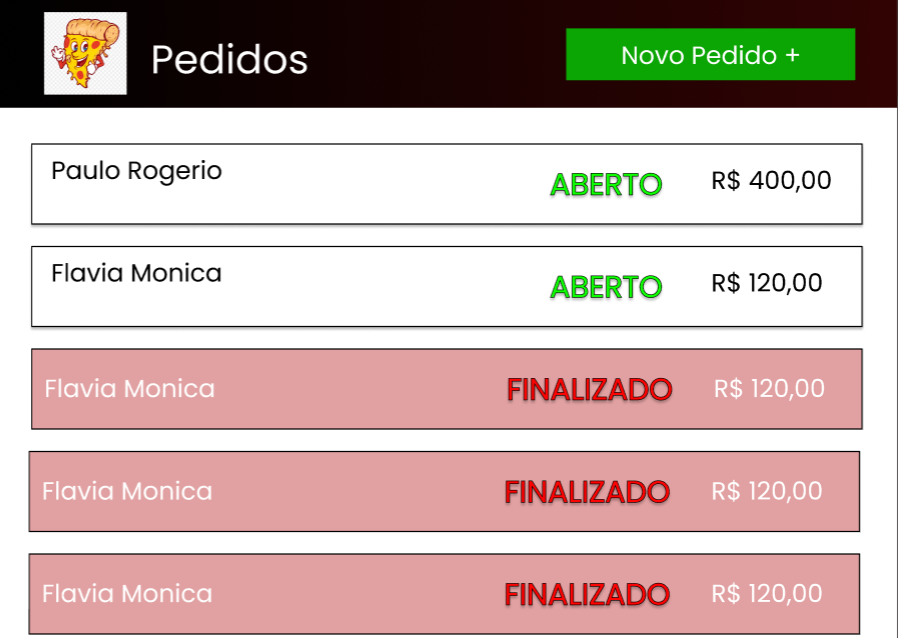 Pedidos
Novo Pedido +
Paulo Rogerio ABERTO R$ 400,00
Flavia Monica ABERTO R$ 120,00
Flavia Monica FINALIZADO R$ 120,00
Flavia Monica FINALIZADO R$ 120,00
Flavia Monica FINALIZADO R$ 120,00